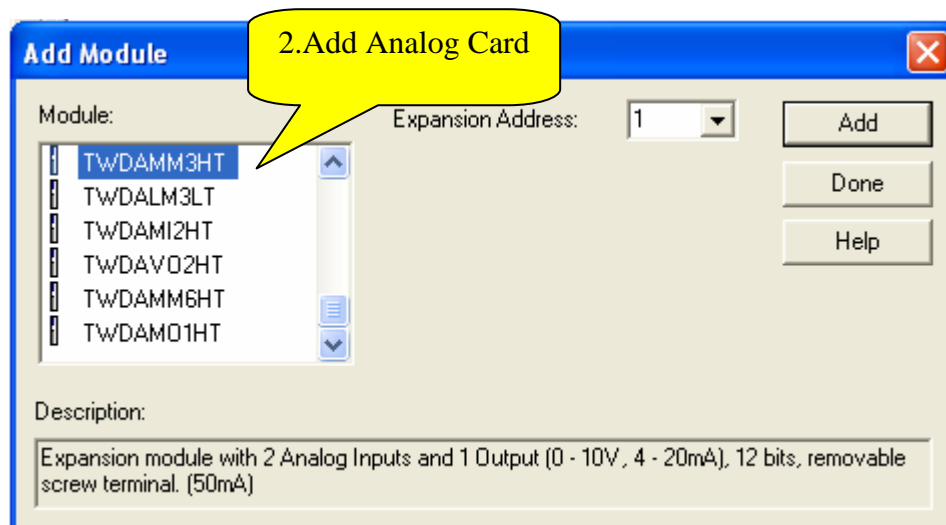 2.Add Analog Card
Add Module
Module:
Expansion Address:
1
Add
Done
Help
TWDAMM3HT
TWDALM3LT
TWDAMI2HT
TWDAVO2HT
TWDAMM6HT
TWDAMO1HT
Description:
Expansion module with 2 Analog Inputs and 1 Output (0 - 10V, 4 - 20mA), 12 bits, removable
screw terminal. (50mA)